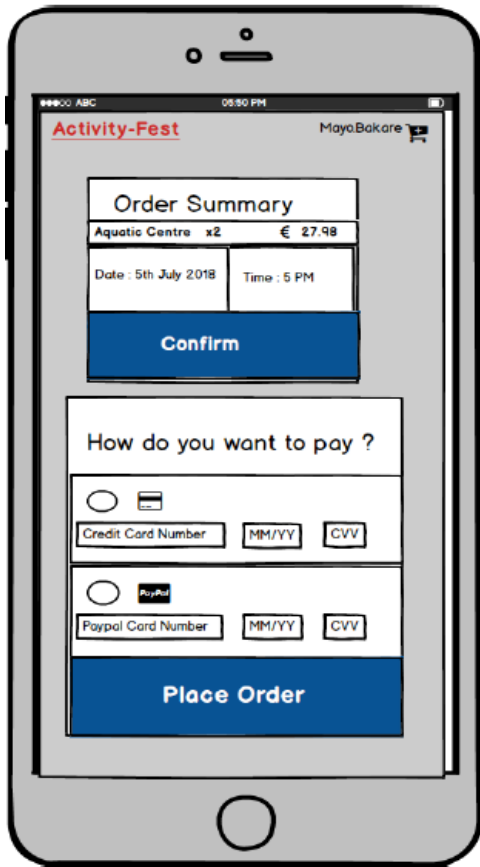 ABC 05:50 PM
Activity-Fest Mayo.Bakare
Order Summary
Aquatic Centre x2 € 27.98
Date : 5th July 2018 Time : 5 PM
Confirm
How do you want to pay ?
Credit Card Number MM/YY CVV
PayPal
Paypal Card Number MM/YY CVV
Place Order